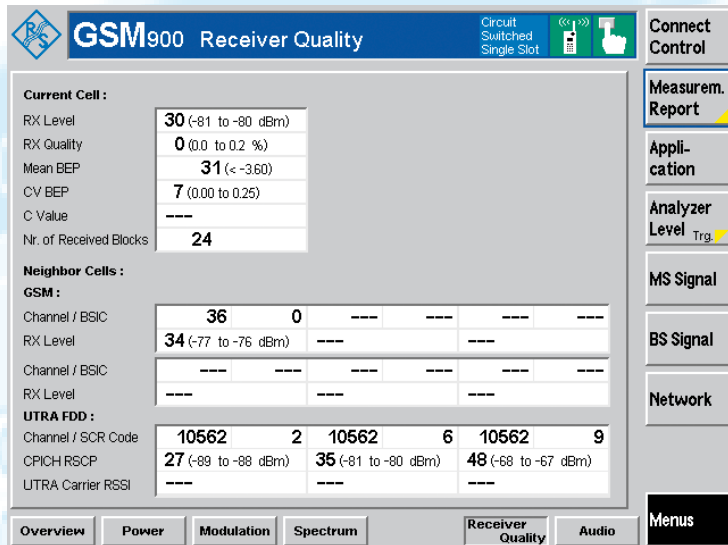 R&S GSM900 Receiver Quality
Circuit
Switched
Single Slot
Connect
Control
Measurem.
Report
Appli-
cation
Analyzer
Level Trg.
MS Signal
BS Signal
Network
Menus
Current Cell :
RX Level 30 (-81 to -80 dBm)
RX Quality 0 (0.0 to 0.2 %)
Mean BEP 31 (< -3.60)
CV BEP 7 (0.00 to 0.25)
C Value ---
Nr. of Received Blocks 24
Neighbor Cells :
GSM :
Channel / BSIC 36 0 --- --- --- ---
RX Level 34 (-77 to -76 dBm) --- ---
Channel / BSIC --- --- --- --- --- ---
RX Level --- --- ---
UTRA FDD :
Channel / SCR Code 10562 2 10562 6 10562 9
CPICH RSCP 27 (-89 to -88 dBm) 35 (-81 to -80 dBm) 48 (-68 to -67 dBm)
UTRA Carrier RSSI --- --- ---
Overview Power Modulation Spectrum Receiver Quality Audio